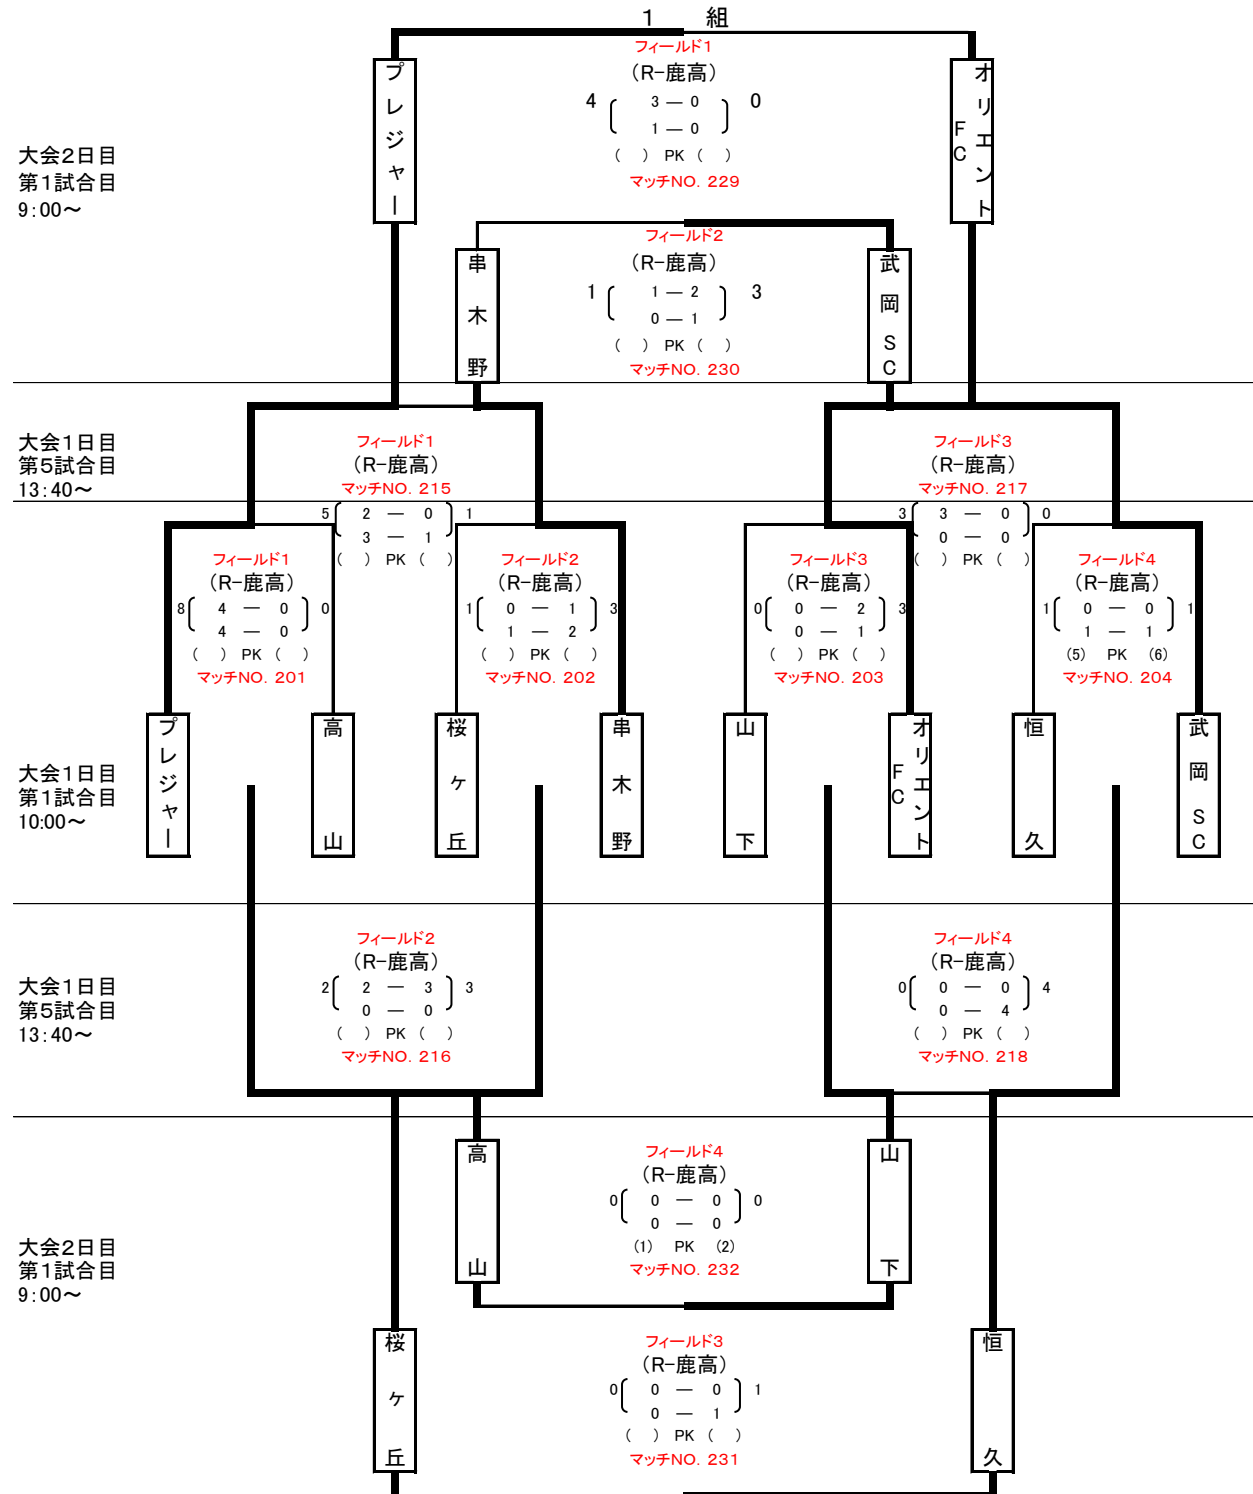 1 組
フィールド1
(R-鹿高)
プレジャー
オリエント
FC
4 3 — 0 0
1 — 0
( ) PK ( )
マッチNO. 229
大会2日目
第1試合目
9:00～
フィールド2
(R-鹿高)
串木野
武岡SC
1 1 — 2 3
0 — 1
( ) PK ( )
マッチNO. 230
大会1日目
第5試合目
13:40～
フィールド1
(R-鹿高)
マッチNO. 215
5 2 — 0 1
3 — 1
( ) PK ( )
フィールド3
(R-鹿高)
マッチNO. 217
3 3 — 0 0
0 — 0
( ) PK ( )
フィールド1
(R-鹿高)
8 4 — 0 0
4 — 0
( ) PK ( )
マッチNO. 201
フィールド2
(R-鹿高)
1 0 — 1 3
1 — 2
( ) PK ( )
マッチNO. 202
フィールド3
(R-鹿高)
0 0 — 2 3
0 — 1
( ) PK ( )
マッチNO. 203
フィールド4
(R-鹿高)
1 0 — 0 1
1 — 1
(5) PK (6)
マッチNO. 204
大会1日目
第1試合目
10:00～
プレジャー
高山
桜ヶ丘
串木野
山下
オリエント
FC
恒久
武岡SC
大会1日目
第5試合目
13:40～
フィールド2
(R-鹿高)
2 2 — 3 3
0 — 0
( ) PK ( )
マッチNO. 216
フィールド4
(R-鹿高)
0 0 — 0 4
0 — 4
( ) PK ( )
マッチNO. 218
大会2日目
第1試合目
9:00～
高山
山下
フィールド4
(R-鹿高)
0 0 — 0 0
0 — 0
(1) PK (2)
マッチNO. 232
桜ヶ丘
恒久
フィールド3
(R-鹿高)
0 0 — 0 1
0 — 1
( ) PK ( )
マッチNO. 231